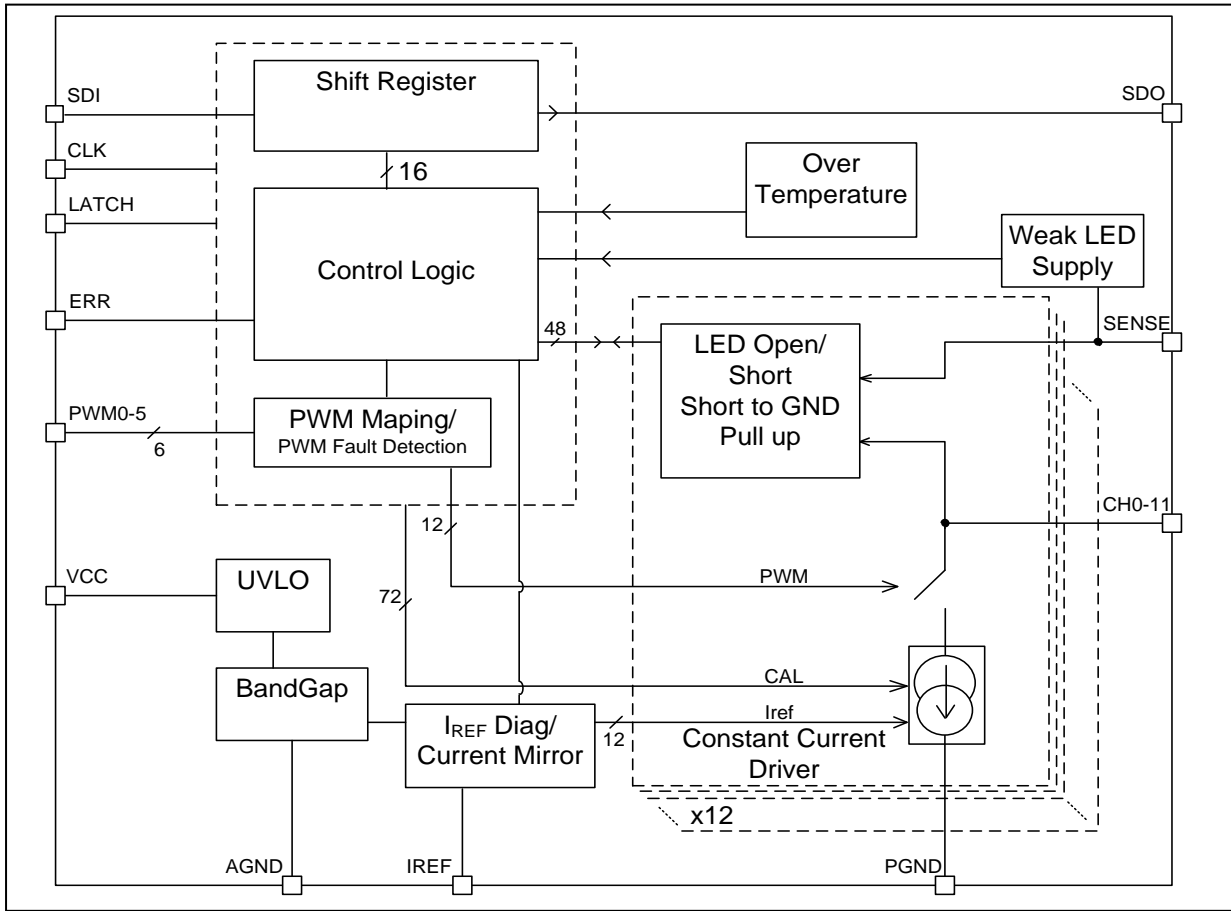 Shift Register
SDI
SDO
CLK
16
Over
Temperature
LATCH
Control Logic
Weak LED
Supply
ERR
48
SENSE
LED Open/
Short
Short to GND
Pull up
PWM0-5
6
PWM Maping/
PWM Fault Detection
12
CH0-11
VCC
UVLO
72
PWM
BandGap
CAL
IREF Diag/
Current Mirror
12
Iref
Constant Current
Driver
x12
AGND
IREF
PGND